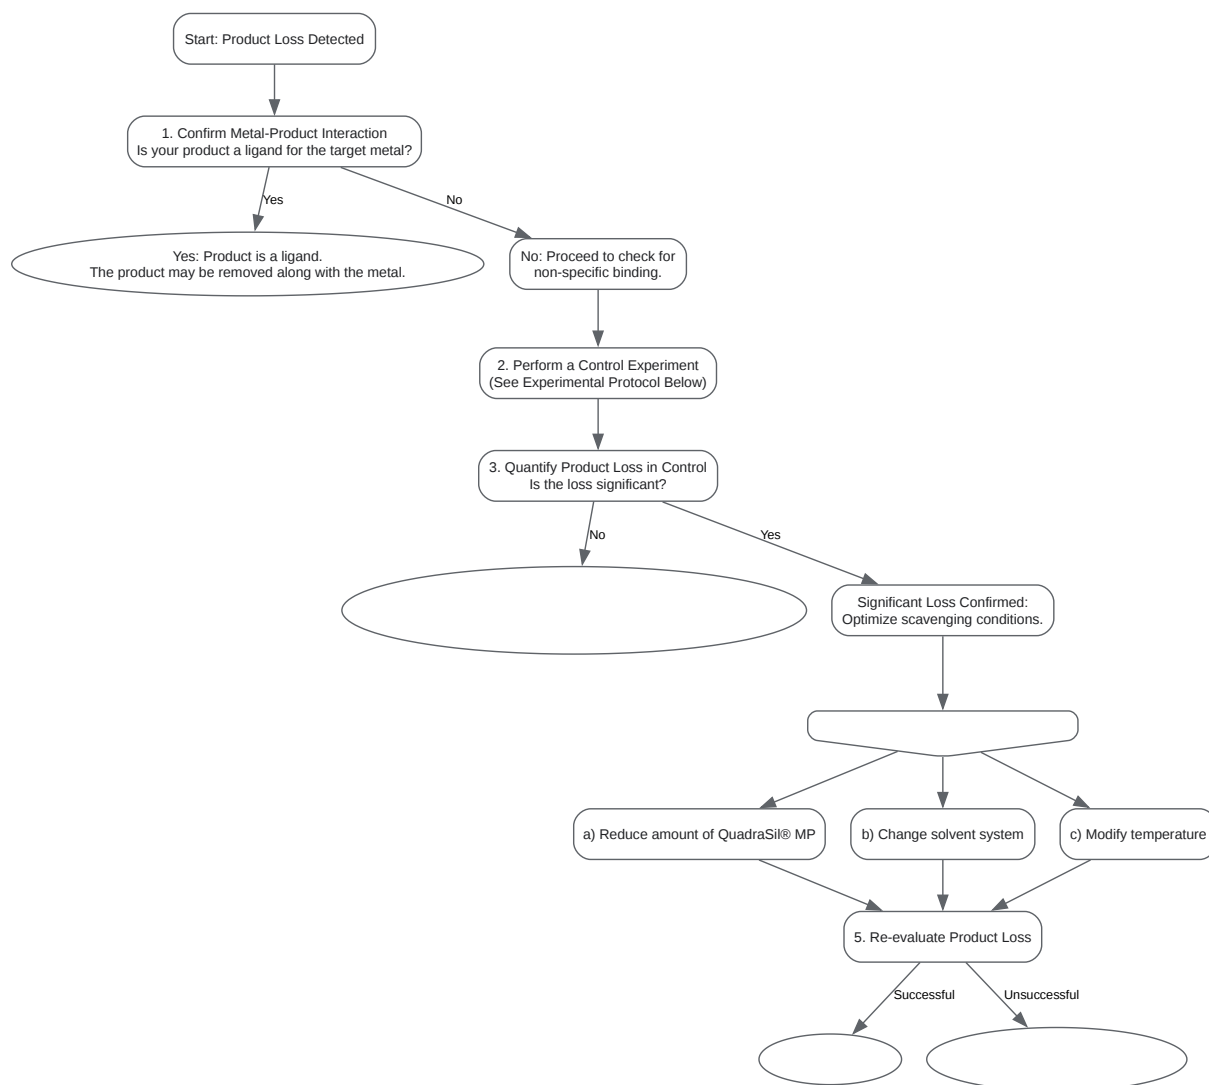 Start: Product Loss Detected
1. Confirm Metal-Product Interaction
Is your product a ligand for the target metal?
Yes
No
Yes: Product is a ligand.
The product may be removed along with the metal.
No: Proceed to check for
non-specific binding.
2. Perform a Control Experiment
(See Experimental Protocol Below)
3. Quantify Product Loss in Control
Is the loss significant?
No
Yes
Significant Loss Confirmed:
Optimize scavenging conditions.
a) Reduce amount of QuadraSil® MP
b) Change solvent system
c) Modify temperature
5. Re-evaluate Product Loss
Successful
Unsuccessful